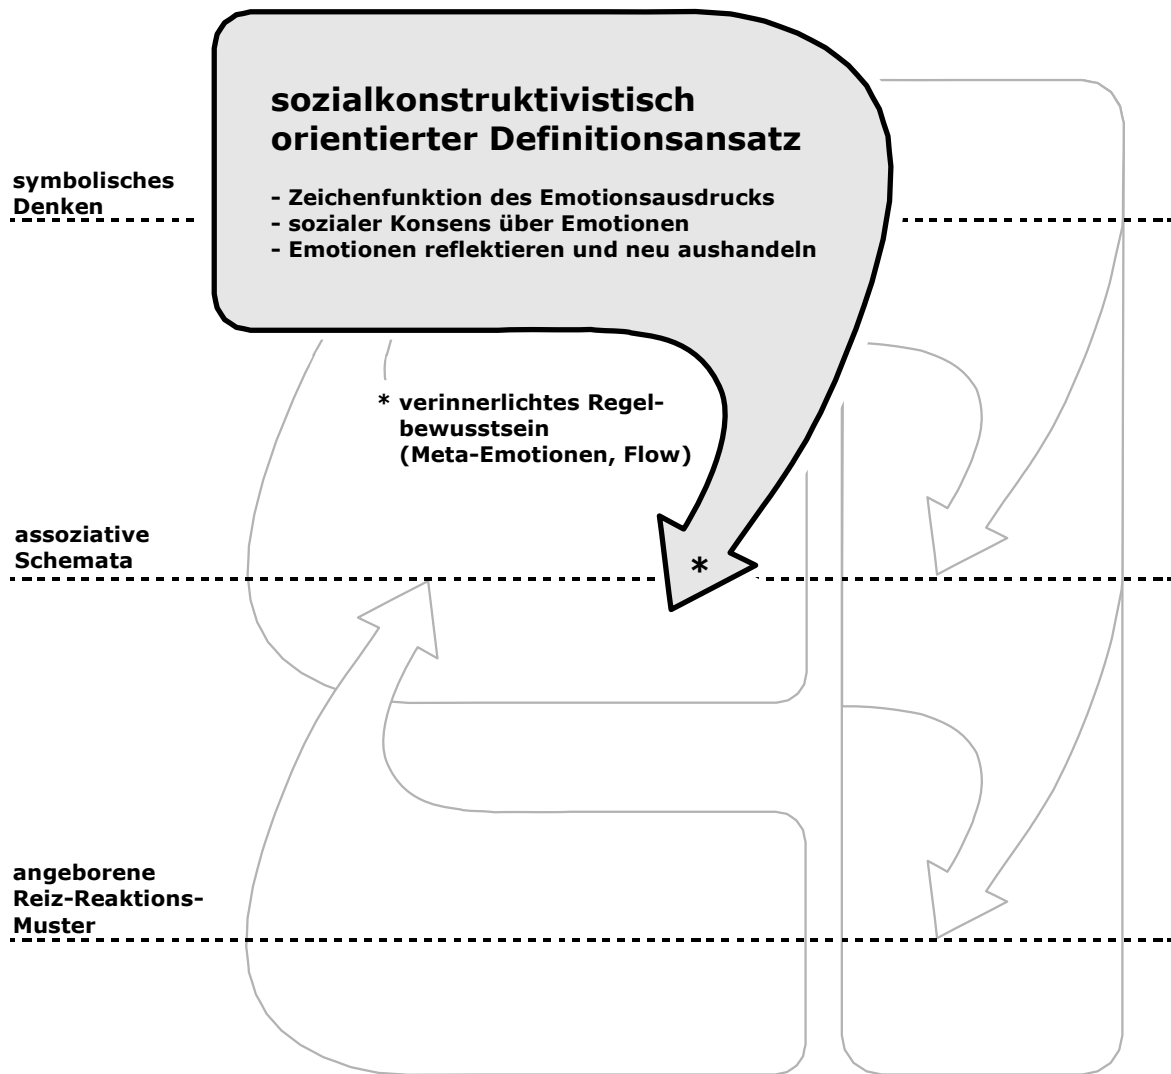 sozialkonstruktivistisch
orientierter Definitionsansatz
- Zeichenfunktion des Emotionsausdrucks
- sozialer Konsens über Emotionen
- Emotionen reflektieren und neu aushandeln
symbolisches
Denken
* verinnerlichtes Regel-
bewusstsein
(Meta-Emotionen, Flow)
assoziative
Schemata
*
angeborene
Reiz-Reaktions-
Muster